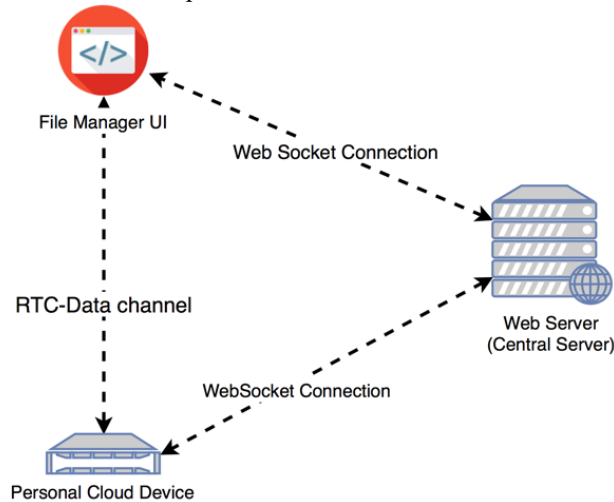 File Manager UI
Web Socket Connection
RTC-Data channel
Web Server
(Central Server)
WebSocket Connection
Personal Cloud Device